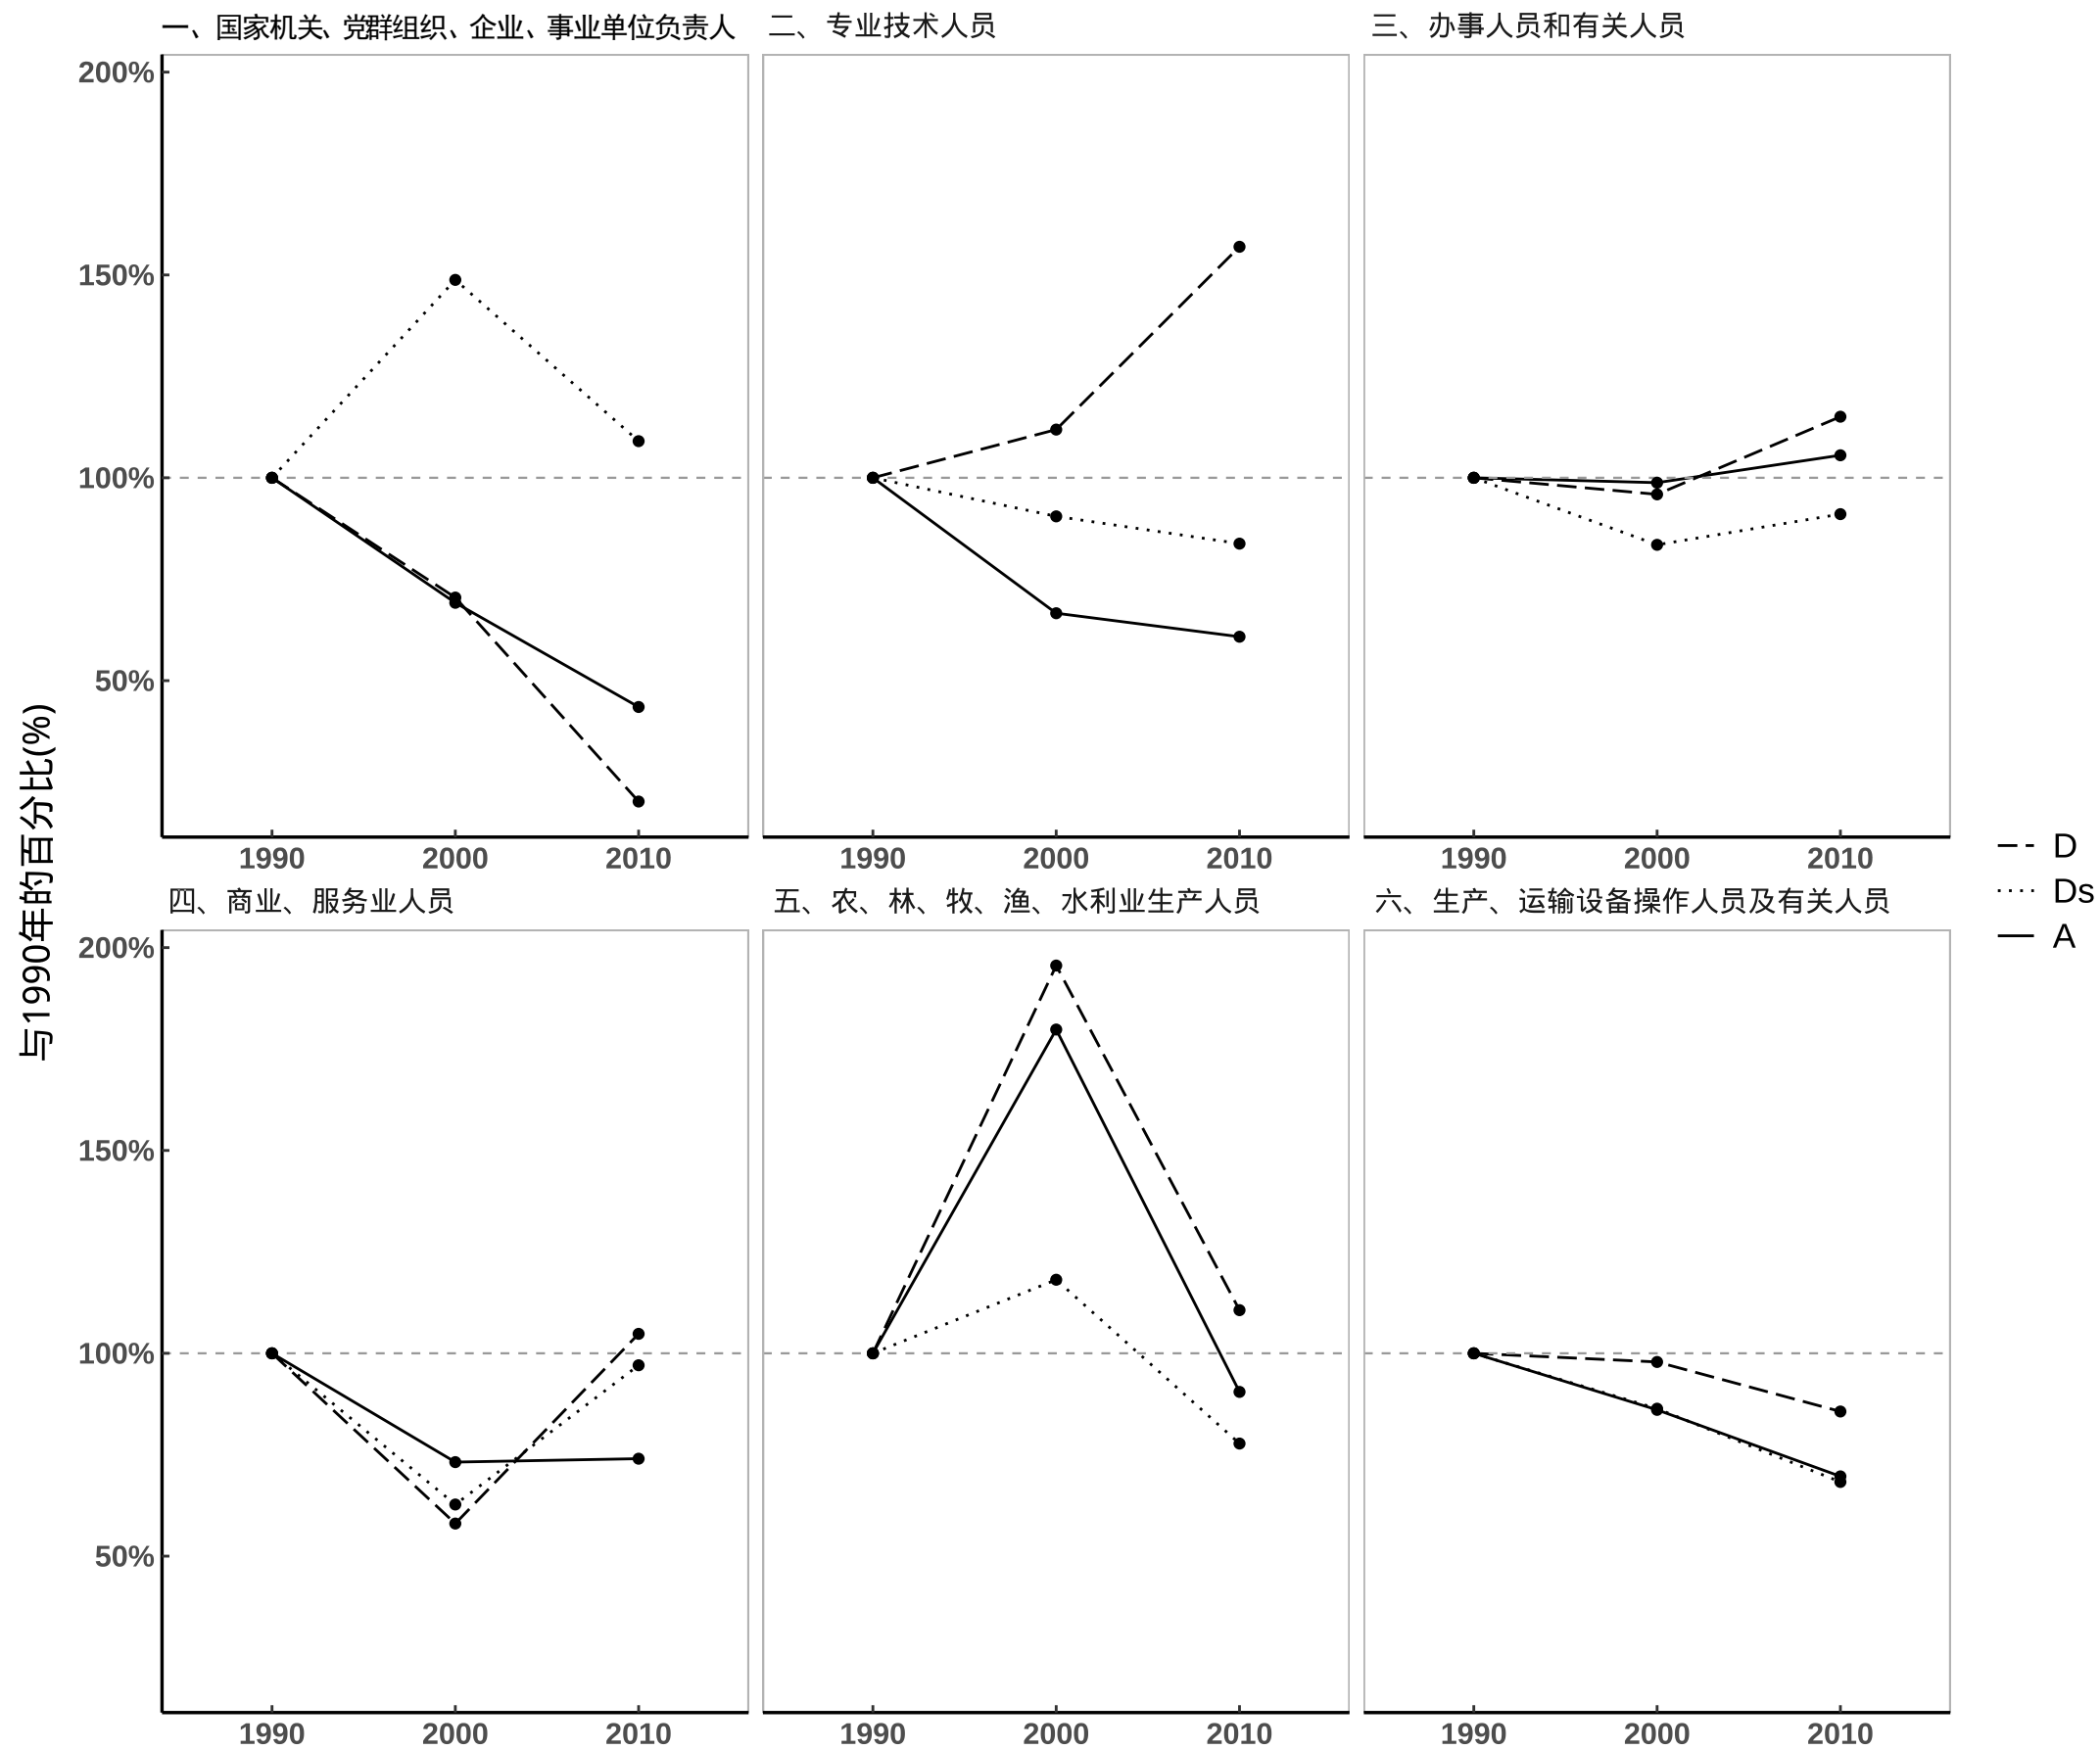 一、国家机关、党群组织、企业、事业单位负责人
二、专业技术人员
三、办事人员和有关人员
200%
150%
100%
50%
1990 2000 2010
1990 2000 2010
1990 2000 2010
四、商业、服务业人员
五、农、林、牧、渔、水利业生产人员
六、生产、运输设备操作人员及有关人员
200%
150%
100%
50%
1990 2000 2010
1990 2000 2010
1990 2000 2010
与1990年的百分比(%)
D
Ds
A